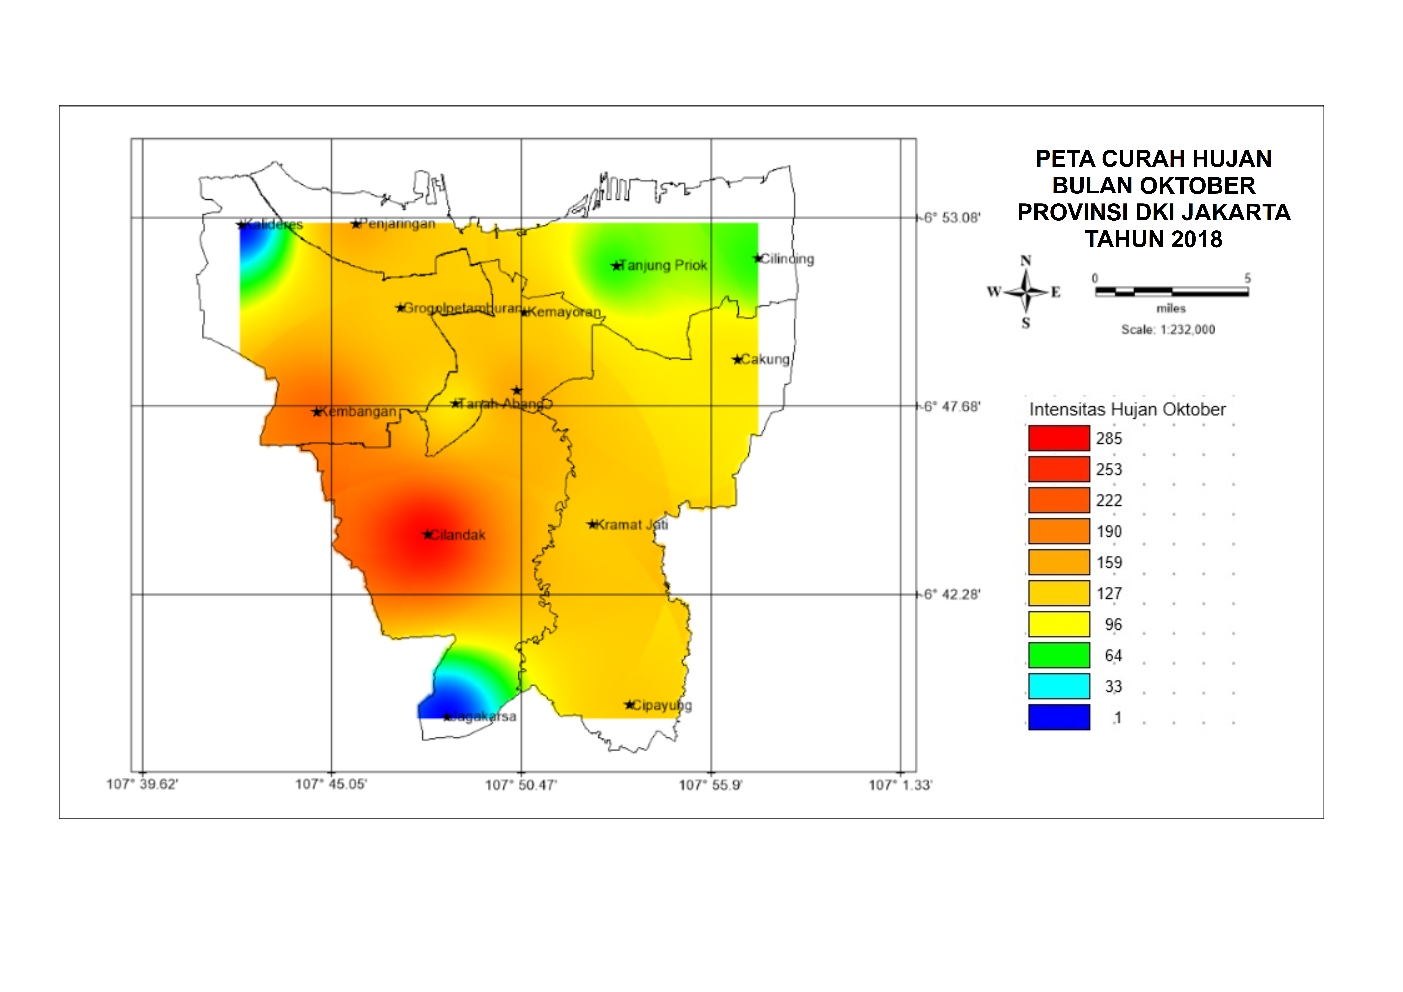 PETA CURAH HUJAN
BULAN OKTOBER
PROVINSI DKI JAKARTA
TAHUN 2018
N
W E
S
0 5
miles
Scale: 1:232,000
Intensitas Hujan Oktober
285
253
222
190
159
127
96
64
33
1
Kalideres
Penjaringan
Tanjung Priok
Cilincing
Grogolpetamburan
Kemayoran
Cakung
Kembangan
Tanah Abang
Cilandak
Kramat Jati
Cipayung
Jagakarsa
-6° 53.08'
-6° 47.68'
-6° 42.28'
107° 39.62'
107° 45.05'
107° 50.47'
107° 55.9'
107° 1.33'